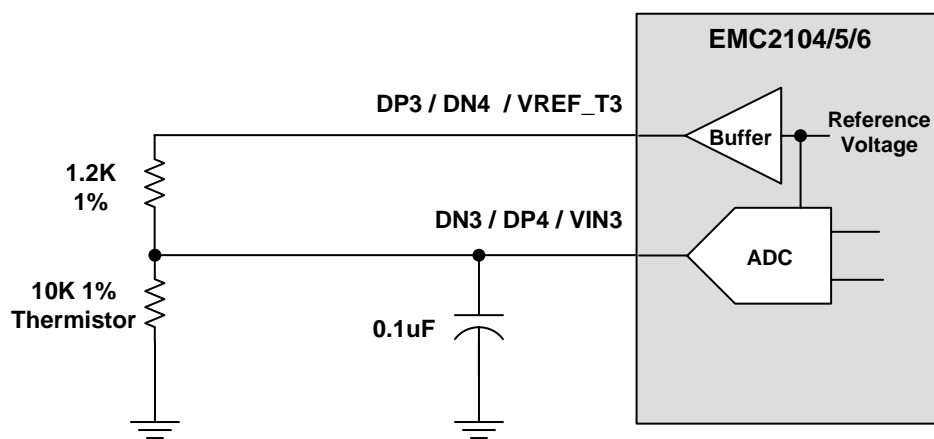 EMC2104/5/6
DP3 / DN4 / VREF_T3
Buffer
Reference
Voltage
1.2K
1%
DN3 / DP4 / VIN3
ADC
10K 1%
Thermistor
0.1uF